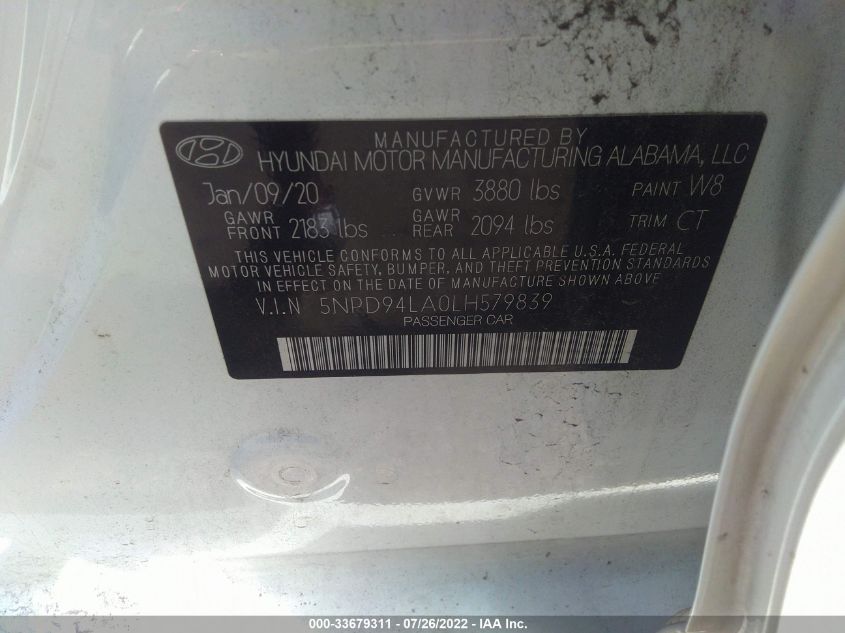 MANUFACTURED BY
HYUNDAI MOTOR MANUFACTURING ALABAMA, LLC
Jan/09/20 GVWR 3880 lbs PAINT W8
GAWR FRONT 2183 lbs GAWR REAR 2094 lbs TRIM CT
THIS VEHICLE CONFORMS TO ALL APPLICABLE U.S.A. FEDERAL
MOTOR VEHICLE SAFETY, BUMPER, AND THEFT PREVENTION STANDARDS
IN EFFECT ON THE DATE OF MANUFACTURE SHOWN ABOVE
V.I.N 5NPD94LA0LH579839
PASSENGER CAR
000-33679311 - 07/26/2022 - IAA Inc.